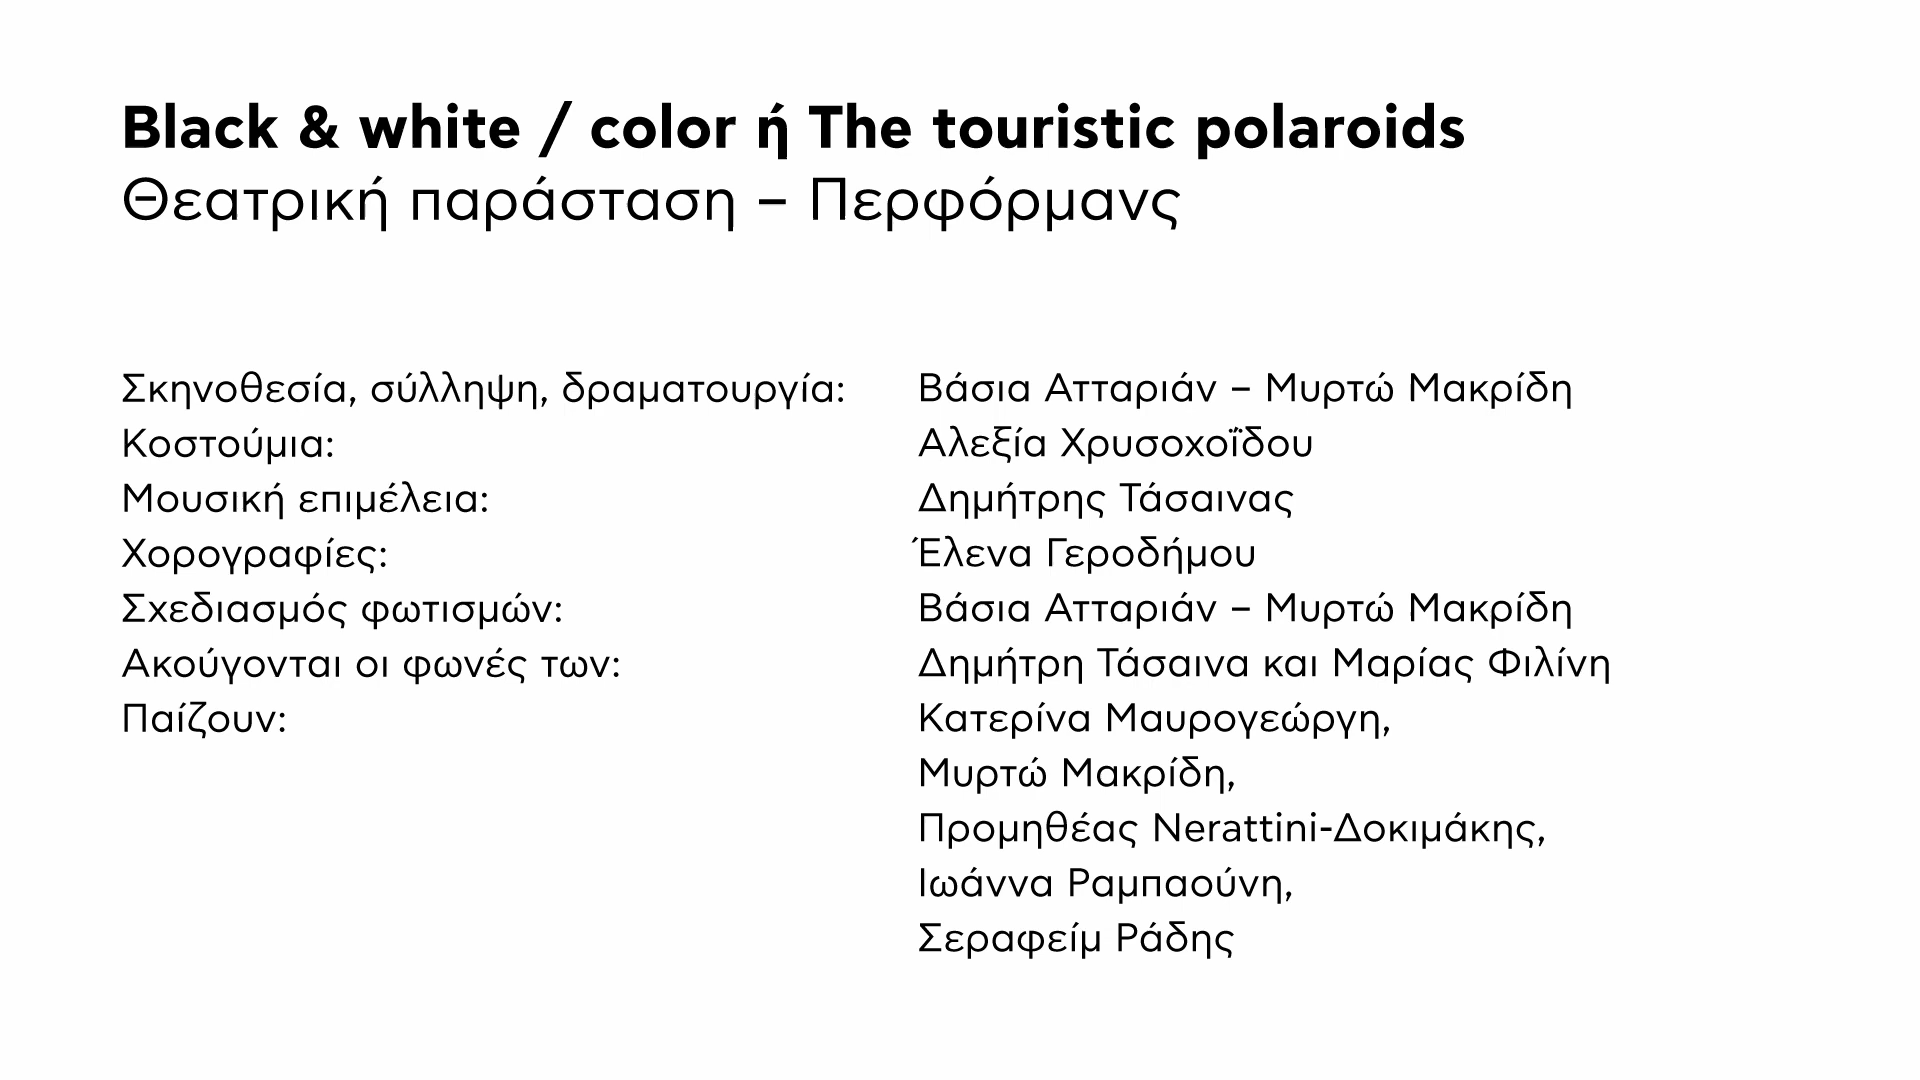 Black & white / color ή The touristic polaroids
Θεατρική παράσταση – Περφόρμανς
Σκηνοθεσία, σύλληψη, δραματουργία: Βάσια Ατταριάν – Μυρτώ Μακρίδη
Κοστούμια: Αλεξία Χρυσοχοΐδου
Μουσική επιμέλεια: Δημήτρης Τάσαινας
Χορογραφίες: Έλενα Γεροδήμου
Σχεδιασμός φωτισμών: Βάσια Ατταριάν – Μυρτώ Μακρίδη
Ακούγονται οι φωνές των: Δημήτρη Τάσαινα και Μαρίας Φιλίνη
Παίζουν: Κατερίνα Μαυρογεώργη,
Μυρτώ Μακρίδη,
Προμηθέας Nerattini-Δοκιμάκης,
Ιωάννα Ραμπαούνη,
Σεραφείμ Ράδης